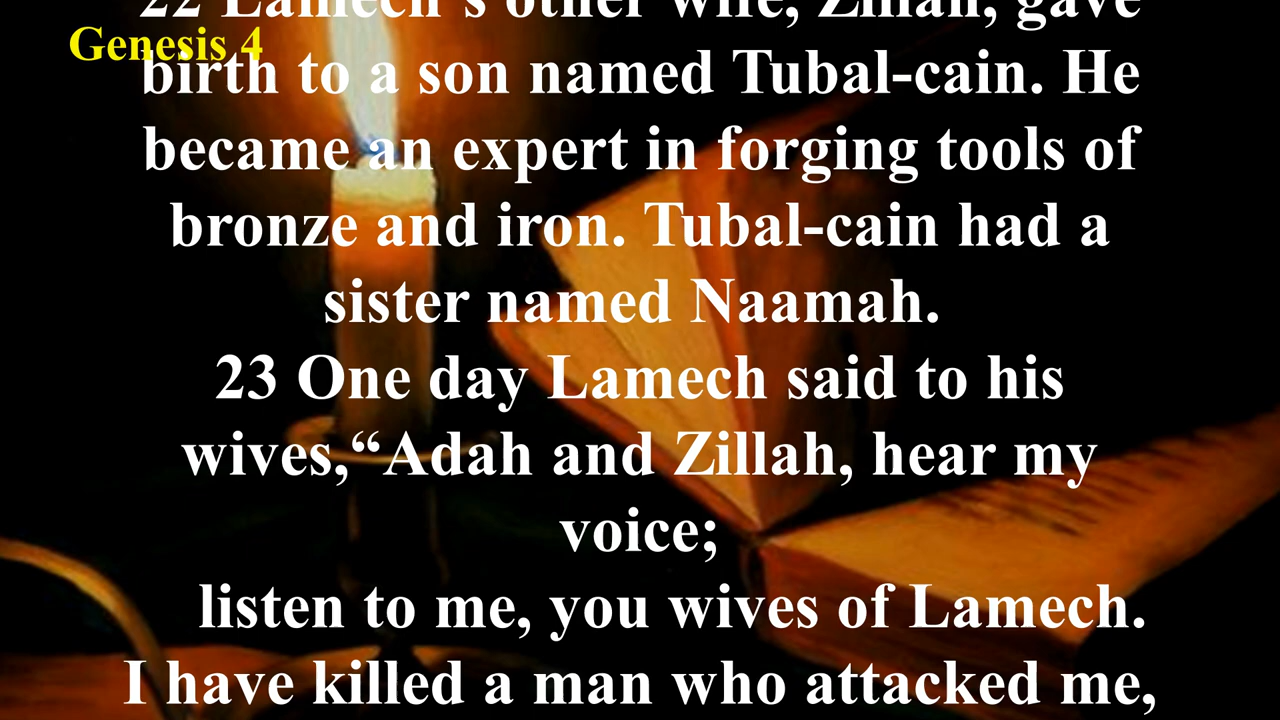 Genesis 4
22 Lamech's other wife, Zillah, gave
birth to a son named Tubal-cain. He
became an expert in forging tools of
bronze and iron. Tubal-cain had a
sister named Naamah.
23 One day Lamech said to his
wives,“Adah and Zillah, hear my
voice;
listen to me, you wives of Lamech.
I have killed a man who attacked me,